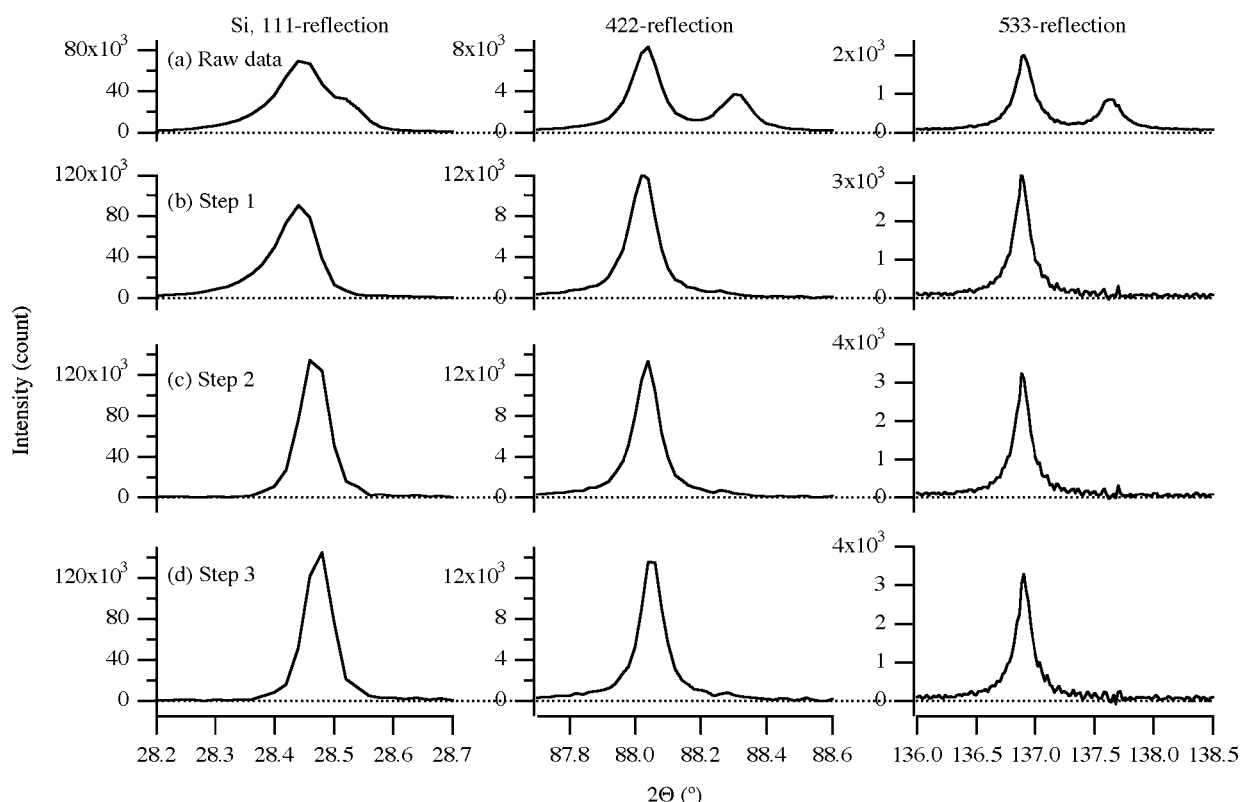 Si, 111-reflection 422-reflection 533-reflection
(a) Raw data
80x10³
40
0
8x10³
4
0
2x10³
1
0
(b) Step 1
120x10³
80
40
0
12x10³
8
4
0
3x10³
2
1
0
Intensity (count)
(c) Step 2
120x10³
80
40
0
12x10³
8
4
0
4x10³
3
2
1
0
(d) Step 3
120x10³
80
40
0
12x10³
8
4
0
4x10³
3
2
1
0
28.2 28.3 28.4 28.5 28.6 28.7 87.8 88.0 88.2 88.4 88.6 136.0 136.5 137.0 137.5 138.0 138.5
2Θ (°)